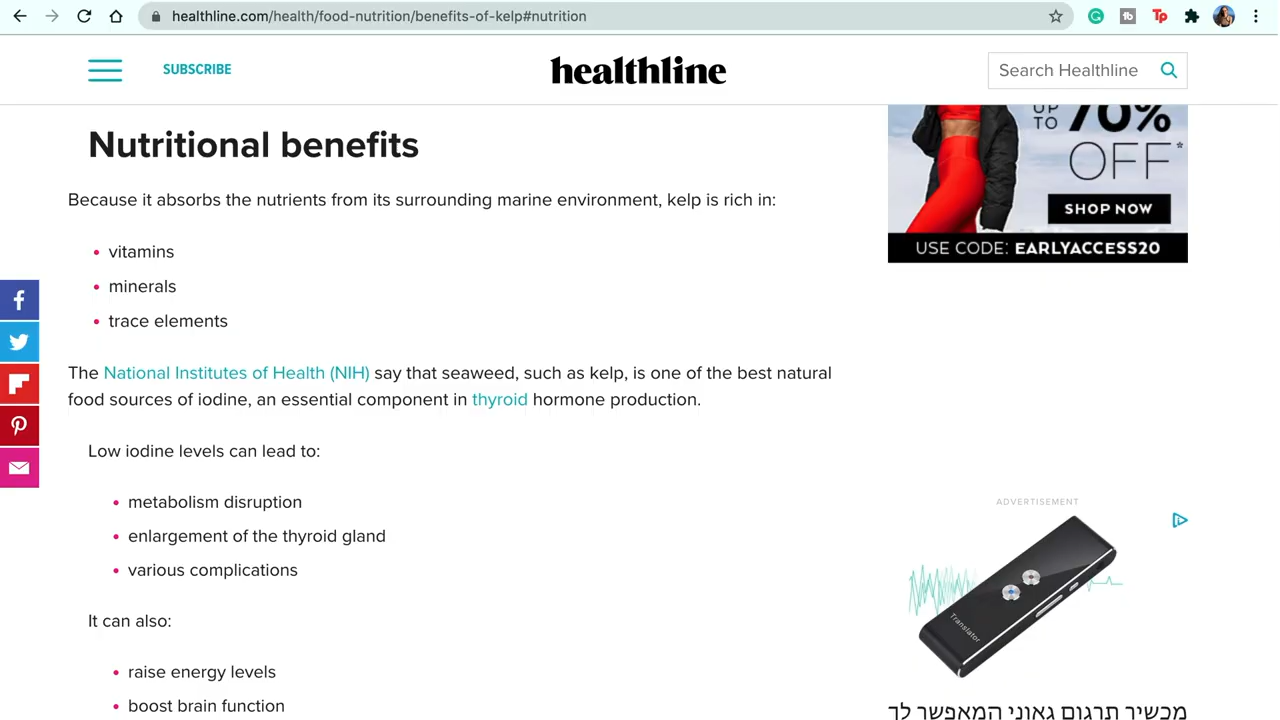 healthline.com/health/food-nutrition/benefits-of-kelp#nutrition
SUBSCRIBE
healthline
Search Healthline
Nutritional benefits
Because it absorbs the nutrients from its surrounding marine environment, kelp is rich in:
• vitamins
• minerals
• trace elements
The National Institutes of Health (NIH) say that seaweed, such as kelp, is one of the best natural
food sources of iodine, an essential component in thyroid hormone production.
Low iodine levels can lead to:
• metabolism disruption
• enlargement of the thyroid gland
• various complications
It can also:
• raise energy levels
• boost brain function
UP
TO 70%
OFF*
SHOP NOW
USE CODE: EARLYACCESS20
ADVERTISEMENT
Translator
מכשיר תרגום גאוני המאפשר לך